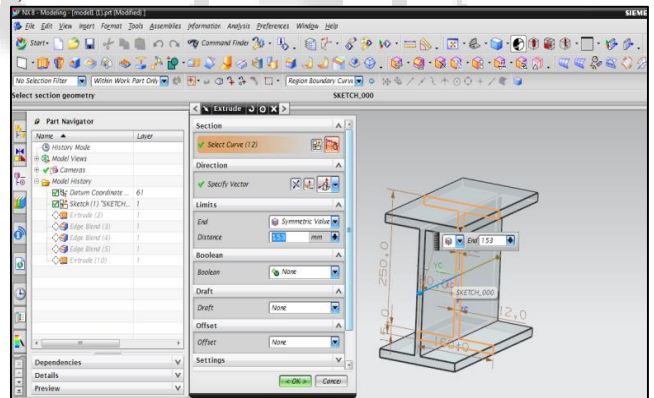 NX 8 - Modeling - [model1 (1).prt (Modified) ]
SIEME
File Edit View Insert Format Tools Assemblies Information Analysis Preferences Window Help
Start Command Finder
No Selection Filter Within Work Part Only Region Boundary Curve
Select section geometry SKETCH_000
Part Navigator
Name Layer
History Mode
Model Views
Cameras
Model History
Datum Coordinate ... 61
Sketch (1) "SKETCH... 1
Extrude (2) 1
Edge Blend (3) 1
Edge Blend (4) 1
Edge Blend (5) 1
Extrude (10) 1
Dependencies
Details
Preview
Extrude
Section
Select Curve (12)
Direction
Specify Vector
Limits
End Symmetric Value
Distance 153 mm
Boolean
Boolean None
Draft
Draft None
Offset
Offset None
Settings
< OK > Cancel
End 153
250,0
YC
SKETCH_000
12,0